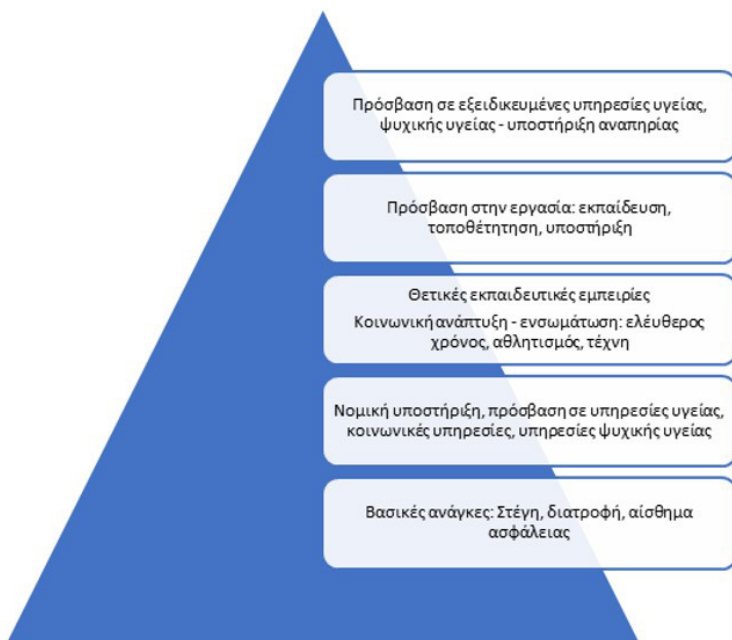 Πρόσβαση σε εξειδικευμένες υπηρεσίες υγείας,
ψυχικής υγείας - υποστήριξη αναπηρίας
Πρόσβαση στην εργασία: εκπαίδευση,
τοποθέτητηση, υποστήριξη
Θετικές εκπαιδευτικές εμπειρίες
Κοινωνική ανάπτυξη - ενσωμάτωση: ελεύθερος
χρόνος, αθλητισμός, τέχνη
Νομική υποστήριξη, πρόσβαση σε υπηρεσίες υγείας,
κοινωνικές υπηρεσίες, υπηρεσίες ψυχικής υγείας
Βασικές ανάγκες: Στέγη, διατροφή, αίσθημα
ασφάλειας